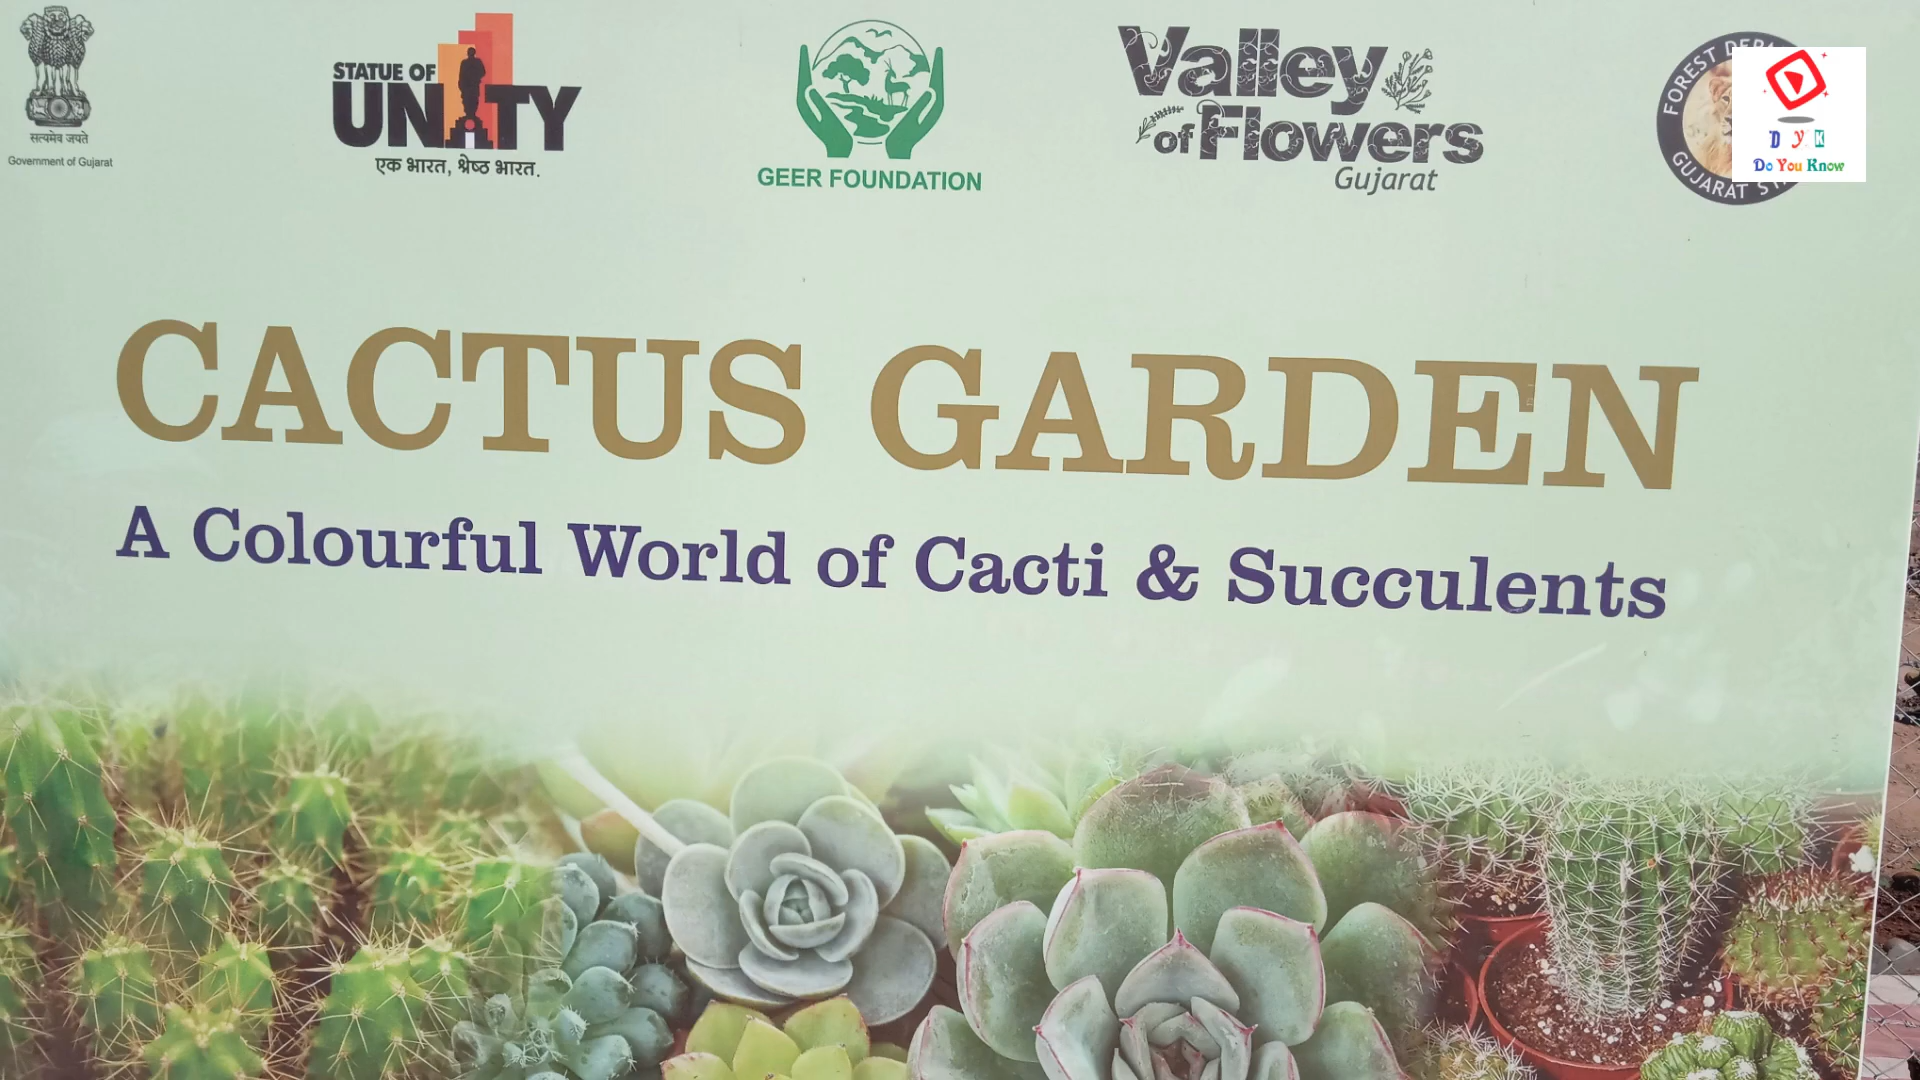 सत्यमेव जयते
Government of Gujarat
STATUE OF
UNITY
एक भारत, श्रेष्ठ भारत.
GEER FOUNDATION
Valley
of Flowers
Gujarat
FOREST
GUJARAT
D Y K
Do You Know
CACTUS GARDEN
A Colourful World of Cacti & Succulents